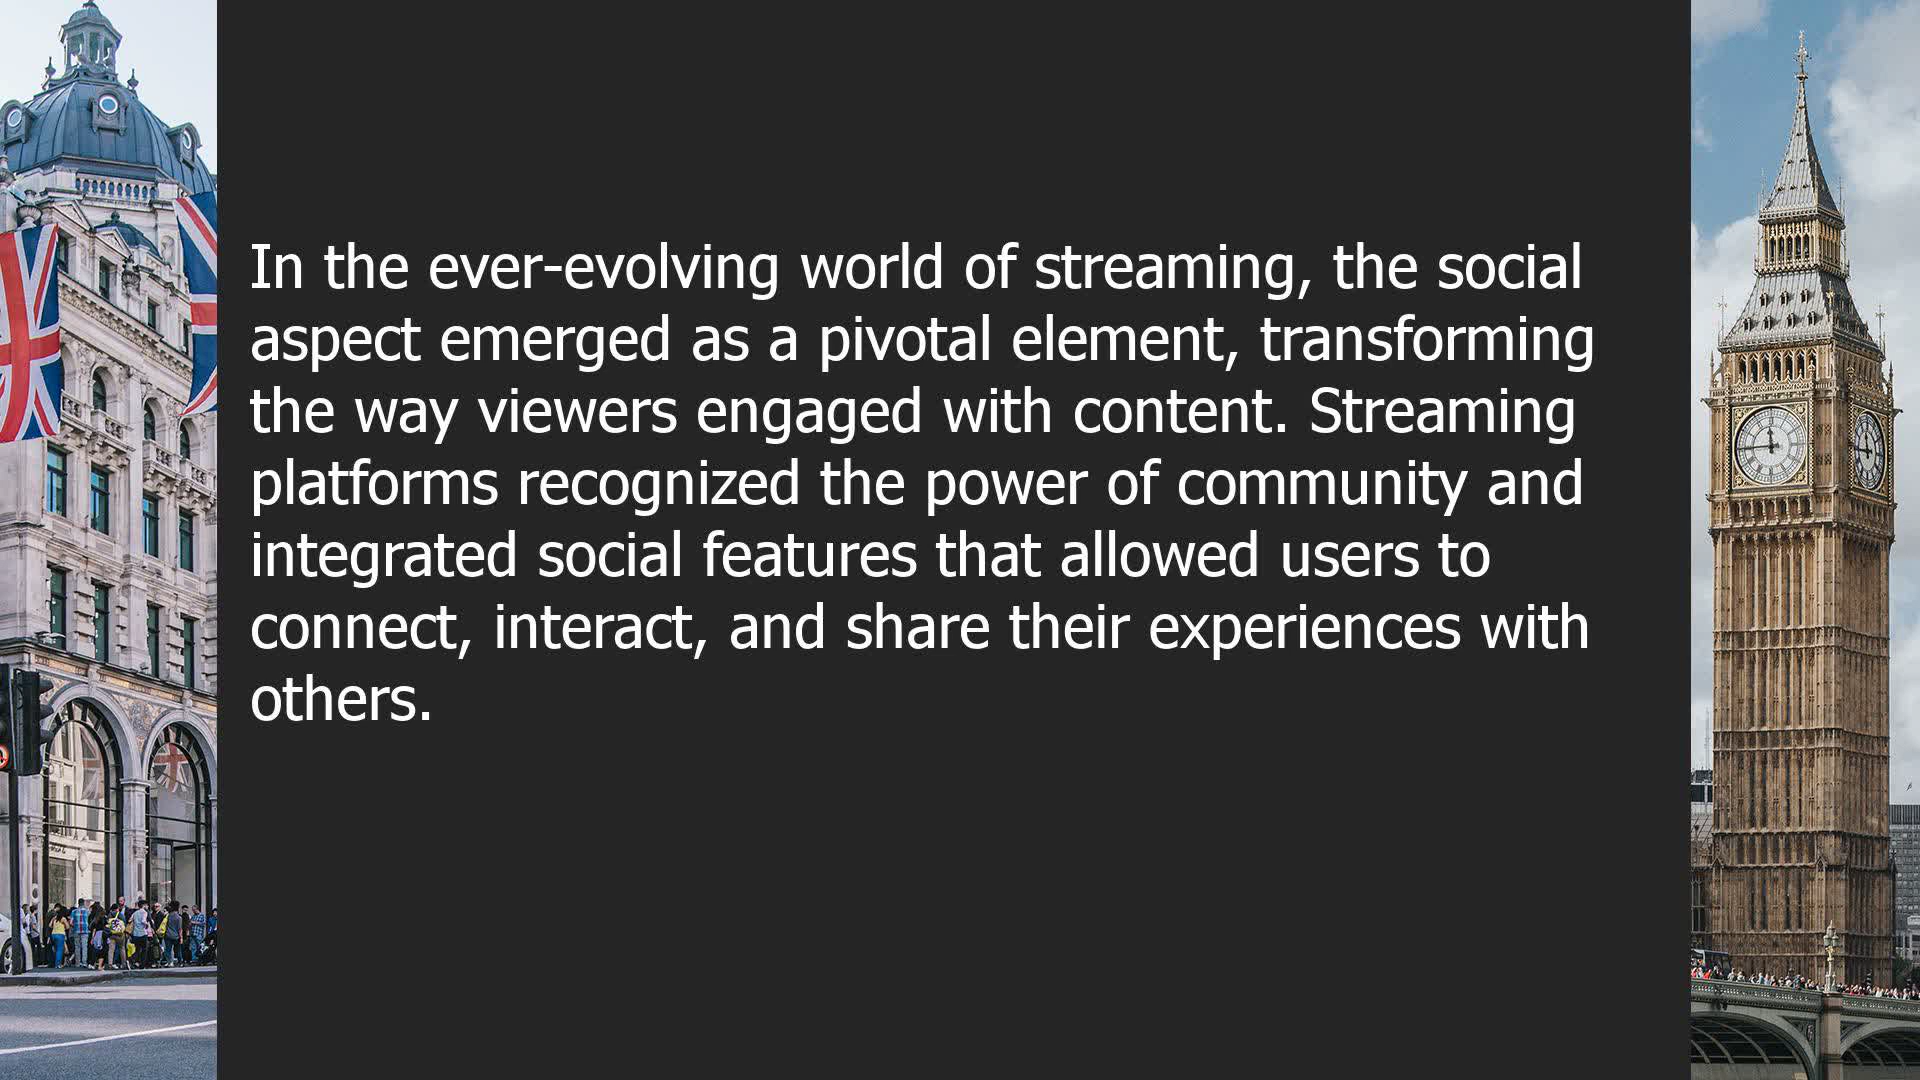 In the ever-evolving world of streaming, the social
aspect emerged as a pivotal element, transforming
the way viewers engaged with content. Streaming
platforms recognized the power of community and
integrated social features that allowed users to
connect, interact, and share their experiences with
others.